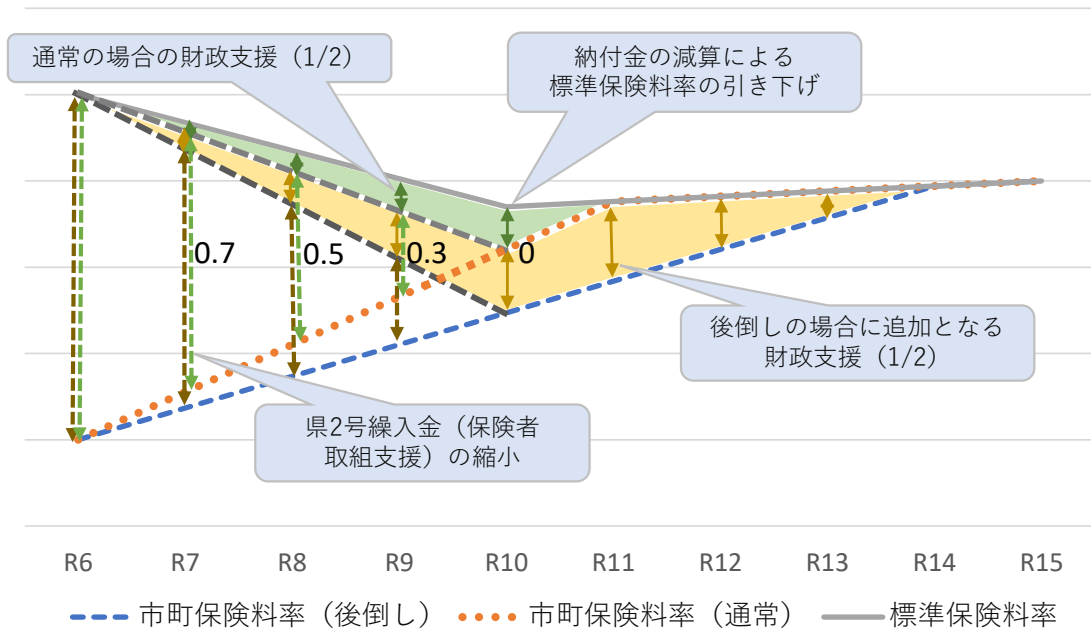 通常の場合の財政支援（1/2）
納付金の減算による
標準保険料率の引き下げ
0.7
0.5
0.3
0
後倒しの場合に追加となる
財政支援（1/2）
県2号繰入金（保険者
取組支援）の縮小
R6 R7 R8 R9 R10 R11 R12 R13 R14 R15
市町保険料率（後倒し） 市町保険料率（通常） 標準保険料率